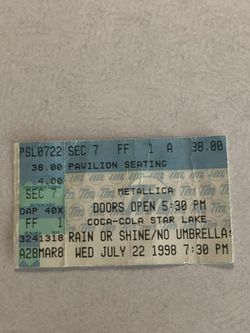 PSL0722 SEC 7 FF 1 A 38.00
38.00 PAVILION SEATING
4.00
SEC 7 METALLICA
OAP 40X DOORS OPEN 5:30 PM
FF 1 COCA-COLA STAR LAKE
3241318 RAIN OR SHINE/NO UMBRELLA
A28MAR8 WED JULY 22 1998 7:30 PM